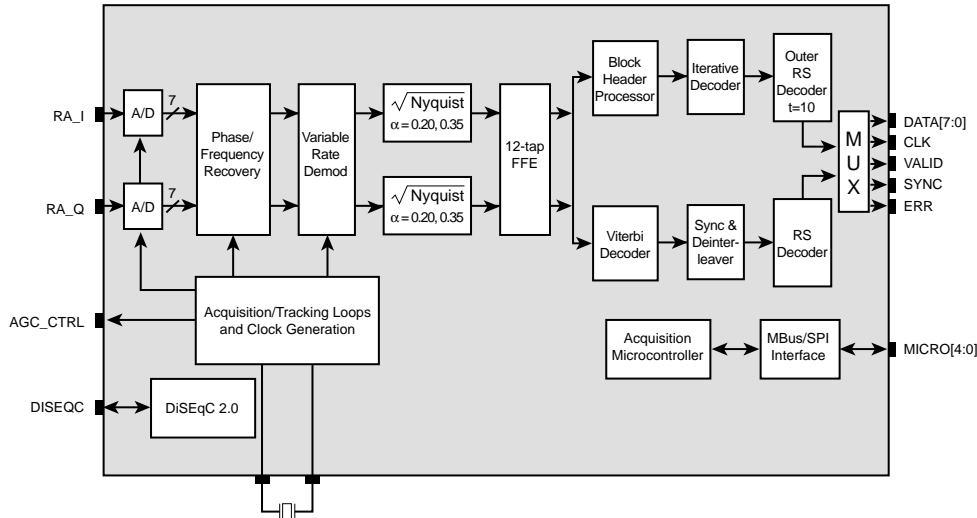 RA_I
A/D
7
RA_Q
A/D
7
Phase/
Frequency
Recovery
Variable
Rate
Demod
√Nyquist
α = 0.20, 0.35
√Nyquist
α = 0.20, 0.35
12-tap
FFE
Block
Header
Processor
Iterative
Decoder
Outer
RS
Decoder
t=10
Viterbi
Decoder
Sync &
Deinter-
leaver
RS
Decoder
MUX
DATA[7:0]
CLK
VALID
SYNC
ERR
AGC_CTRL
Acquisition/Tracking Loops
and Clock Generation
Acquisition
Microcontroller
MBus/SPI
Interface
MICRO[4:0]
DISEQC
DiSEqC 2.0